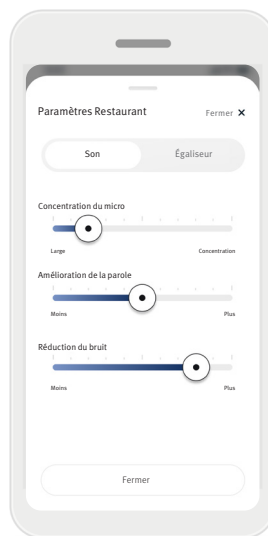 Paramètres Restaurant Fermer ✕
Son Égaliseur
Concentration du micro
Large Concentration
Amélioration de la parole
Moins Plus
Réduction du bruit
Moins Plus
Fermer